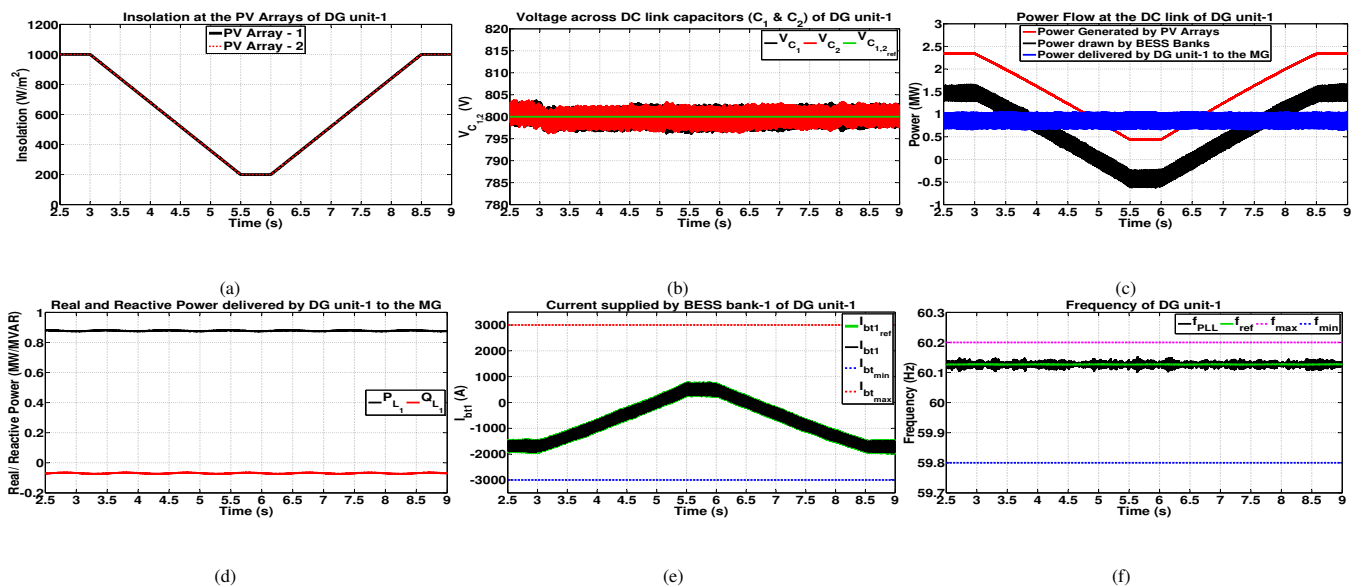 Insolation at the PV Arrays of DG unit-1
PV Array - 1
PV Array - 2
Insolation (W/m²)
1000
800
600
400
200
0
2.5 3 3.5 4 4.5 5 5.5 6 6.5 7 7.5 8 8.5 9
Time (s)
(a)
Voltage across DC link capacitors (C₁ & C₂) of DG unit-1
V_C₁ V_C₂ V_C₁,₂ref
V_C₁,₂ (V)
820
815
810
805
800
795
790
785
780
2.5 3 3.5 4 4.5 5 5.5 6 6.5 7 7.5 8 8.5 9
Time (s)
(b)
Power Flow at the DC link of DG unit-1
Power Generated by PV Arrays
Power drawn by BESS Banks
Power delivered by DG unit-1 to the MG
Power (MW)
3
2.5
2
1.5
1
0.5
0
-0.5
-1
2.5 3 3.5 4 4.5 5 5.5 6 6.5 7 7.5 8 8.5 9
Time (s)
(c)
Real and Reactive Power delivered by DG unit-1 to the MG
Real/ Reactive Power (MW/MVAR)
1
0.8
0.6
0.4
0.2
0
-0.2
P_L₁ Q_L₁
2.5 3 3.5 4 4.5 5 5.5 6 6.5 7 7.5 8 8.5 9
Time (s)
(d)
Current supplied by BESS bank-1 of DG unit-1
I_bt1 (A)
3000
2000
1000
0
-1000
-2000
-3000
I_bt1ref
I_bt1
I_btmin
I_btmax
2.5 3 3.5 4 4.5 5 5.5 6 6.5 7 7.5 8 8.5 9
Time (s)
(e)
Frequency of DG unit-1
f_PLL f_ref f_max f_min
Frequency (Hz)
60.3
60.2
60.1
60
59.9
59.8
59.7
2.5 3 3.5 4 4.5 5 5.5 6 6.5 7 7.5 8 8.5 9
Time (s)
(f)